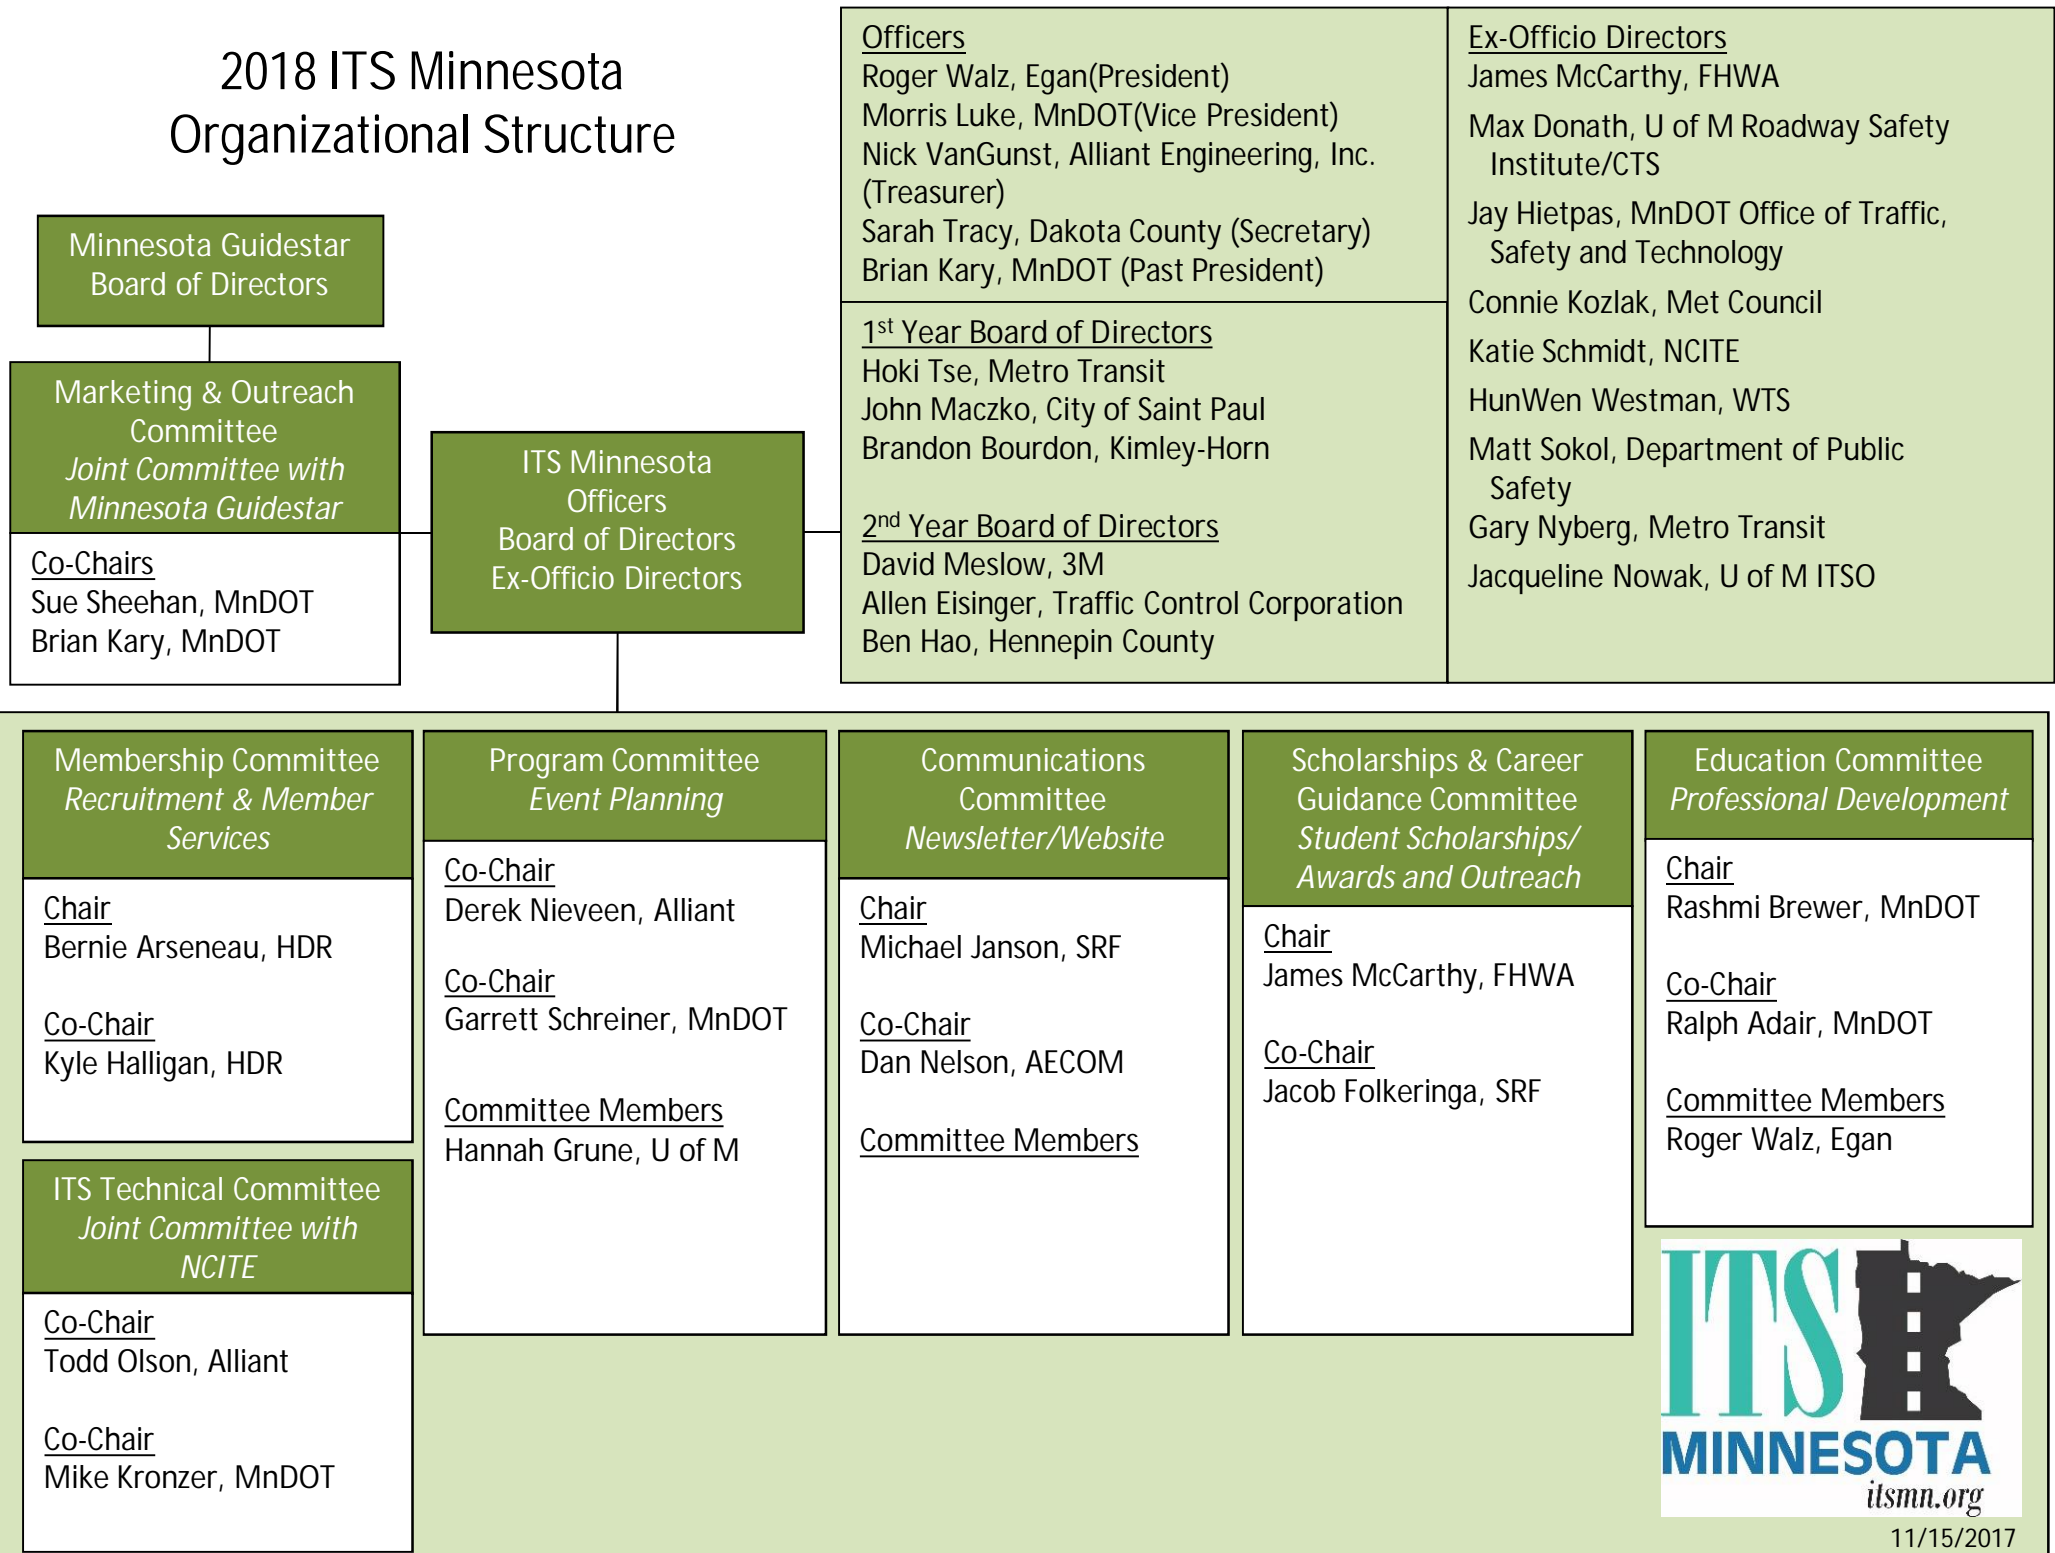 2018 ITS Minnesota
Organizational Structure
Minnesota Guidestar
Board of Directors
Marketing & Outreach
Committee
Joint Committee with
Minnesota Guidestar
Co-Chairs
Sue Sheehan, MnDOT
Brian Kary, MnDOT
ITS Minnesota
Officers
Board of Directors
Ex-Officio Directors
Officers
Roger Walz, Egan(President)
Morris Luke, MnDOT(Vice President)
Nick VanGunst, Alliant Engineering, Inc.
(Treasurer)
Sarah Tracy, Dakota County (Secretary)
Brian Kary, MnDOT (Past President)
1st Year Board of Directors
Hoki Tse, Metro Transit
John Maczko, City of Saint Paul
Brandon Bourdon, Kimley-Horn
2nd Year Board of Directors
David Meslow, 3M
Allen Eisinger, Traffic Control Corporation
Ben Hao, Hennepin County
Ex-Officio Directors
James McCarthy, FHWA
Max Donath, U of M Roadway Safety
Institute/CTS
Jay Hietpas, MnDOT Office of Traffic,
Safety and Technology
Connie Kozlak, Met Council
Katie Schmidt, NCITE
HunWen Westman, WTS
Matt Sokol, Department of Public
Safety
Gary Nyberg, Metro Transit
Jacqueline Nowak, U of M ITSO
Membership Committee
Recruitment & Member
Services
Chair
Bernie Arseneau, HDR
Co-Chair
Kyle Halligan, HDR
ITS Technical Committee
Joint Committee with
NCITE
Co-Chair
Todd Olson, Alliant
Co-Chair
Mike Kronzer, MnDOT
Program Committee
Event Planning
Co-Chair
Derek Nieveen, Alliant
Co-Chair
Garrett Schreiner, MnDOT
Committee Members
Hannah Grune, U of M
Communications
Committee
Newsletter/Website
Chair
Michael Janson, SRF
Co-Chair
Dan Nelson, AECOM
Committee Members
Scholarships & Career
Guidance Committee
Student Scholarships/
Awards and Outreach
Chair
James McCarthy, FHWA
Co-Chair
Jacob Folkeringa, SRF
Education Committee
Professional Development
Chair
Rashmi Brewer, MnDOT
Co-Chair
Ralph Adair, MnDOT
Committee Members
Roger Walz, Egan
ITS
MINNESOTA
itsmn.org
11/15/2017